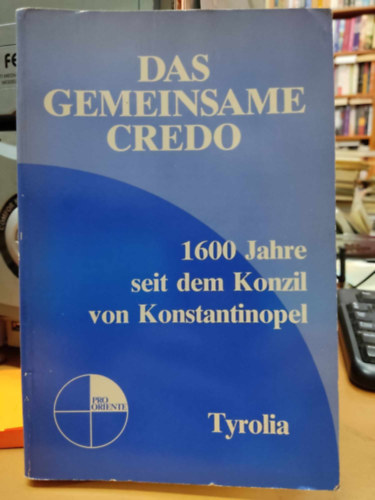 DAS
GEMEINSAME
CREDO
1600 Jahre
seit dem Konzil
von Konstantinopel
PRO
ORIENTE
Tyrolia